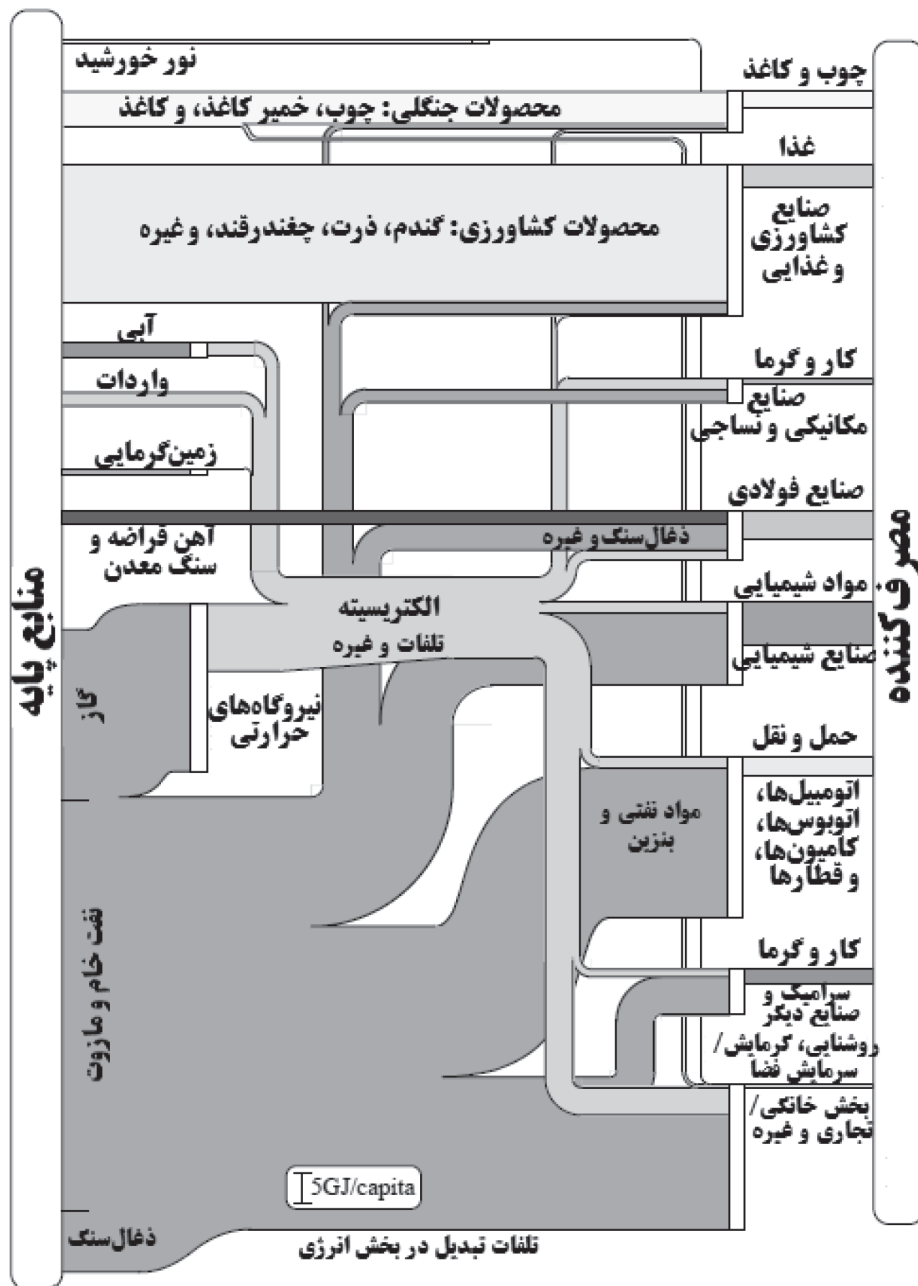 نور خورشید
چوب و کاغذ
محصولات جنگلی: چوب، خمیر کاغذ، و کاغذ
غذا
صنایع
کشاورزی
و غذایی
محصولات کشاورزی: گندم، ذرت، چغندرقند، و غیره
آبی
کار و گرما
واردات
صنایع
مکانیکی و نساجی
زمین‌گرمایی
صنایع فولادی
آهن قراضه و
سنگ معدن
ذغال‌سنگ و غیره
مواد شیمیایی
الکتریسیته
تلفات و غیره
صنایع شیمیایی
منابع پایه
مصرف‌کننده
گاز
نیروگاه‌های
حرارتی
حمل و نقل
اتومبیل‌ها،
اتوبوس‌ها،
کامیون‌ها،
و قطارها
مواد نفتی و
بنزین
نفت خام و مازوت
کار و گرما
سرامیک و
صنایع دیگر
روشنایی، گرمایش/
سرمایش فضا
بخش خانگی/
تجاری و غیره
5GJ/capita
ذغال‌سنگ
تلفات تبدیل در بخش انرژی